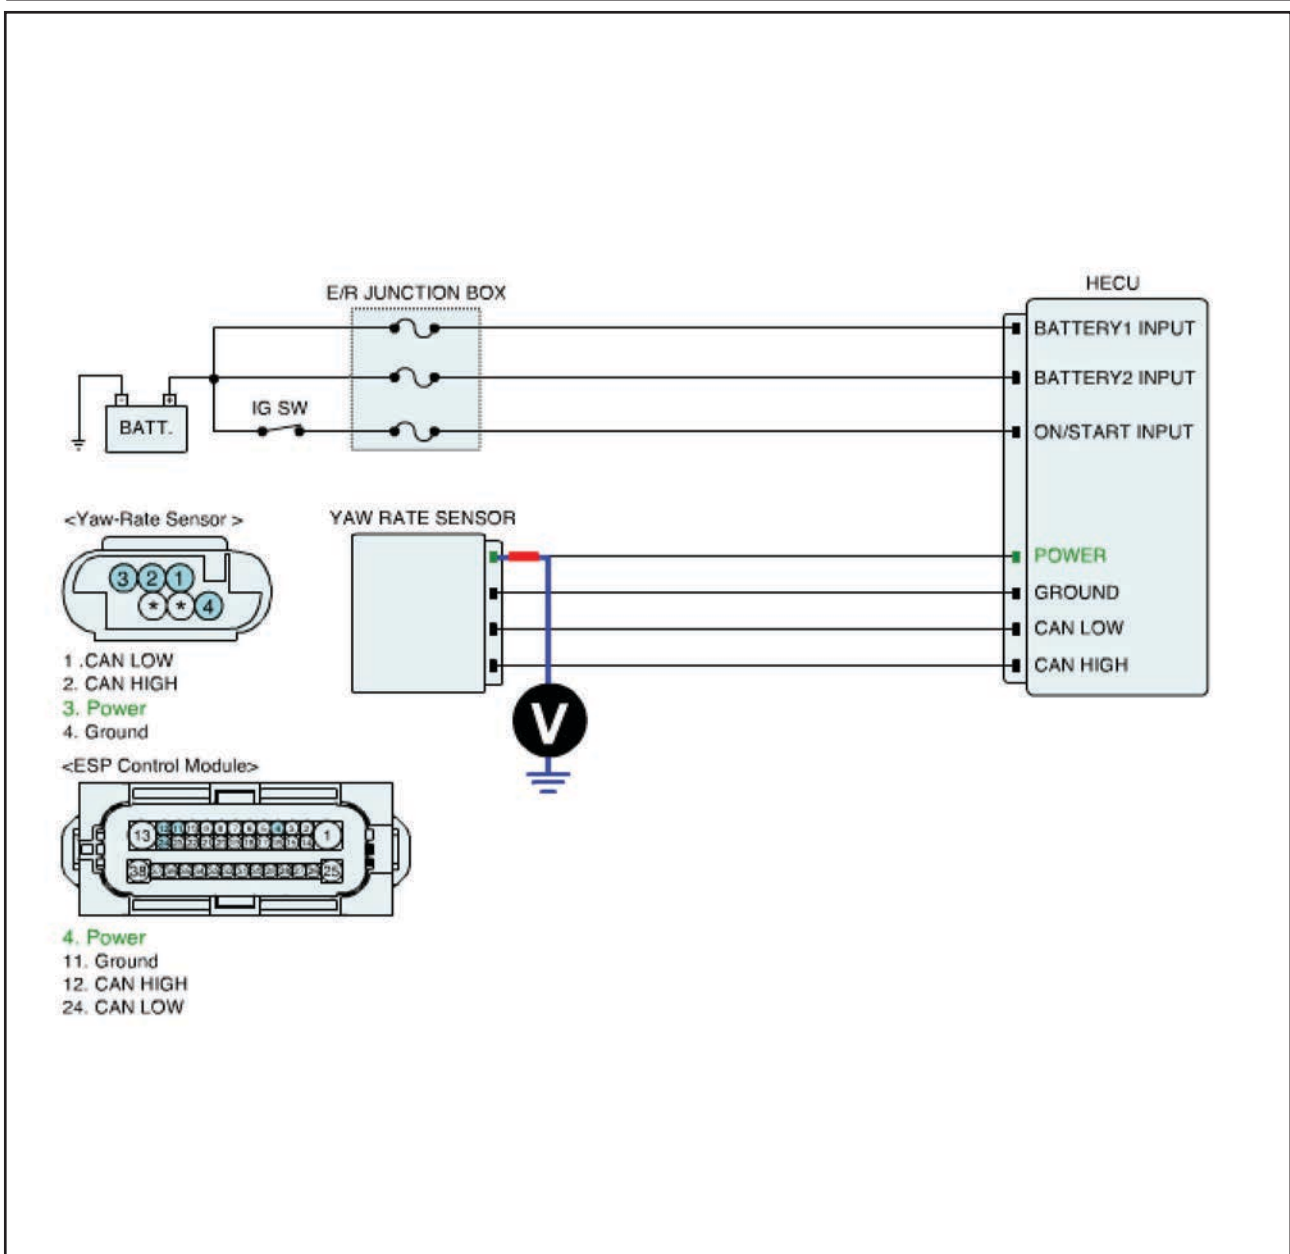 HECU
E/R JUNCTION BOX
BATTERY1 INPUT
BATTERY2 INPUT
IG SW
- +
BATT.
ON/START INPUT
<Yaw-Rate Sensor >
YAW RATE SENSOR
POWER
3 2 1
GROUND
* * 4
CAN LOW
1 .CAN LOW
CAN HIGH
2. CAN HIGH
3. Power
4. Ground
V
<ESP Control Module>
13
1
38
25
4. Power
11. Ground
12. CAN HIGH
24. CAN LOW